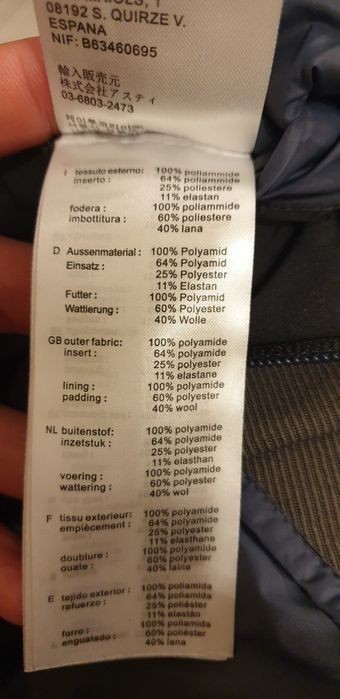 08192 S. QUIRZE V.
ESPANA
NIF: B63460695
輸入販売元
株式会社アスティ
03-6803-2473
I tessuto esterno: 100% poliammide
inserto : 64% poliammide
25% poliestere
11% elastan
fodera : 100% poliammide
imbottitura : 60% poliestere
40% lana
D Aussenmaterial: 100% Polyamid
Einsatz : 64% Polyamid
25% Polyester
11% Elastan
Futter : 100% Polyamid
Wattierung : 60% Polyester
40% Wolle
GB outer fabric: 100% polyamide
insert : 64% polyamide
25% polyester
11% elastane
lining : 100% polyamide
padding : 60% polyester
40% wool
NL buitenstof: 100% polyamide
inzetstuk : 64% polyamide
25% polyester
11% elasthan
voering : 100% polyamide
wattering : 60% polyester
40% wol
F tissu exterieur: 100% polyamide
empiècement : 64% polyamide
25% polyester
11% elasthane
doublure : 100% polyamide
ouate : 60% polyester
40% laine
E tejido exterior : 100% poliamida
refuerzo : 64% poliamida
25% poliéster
11% elastán
forro : 100% poliamida
enguatado : 60% poliéster
40% lana